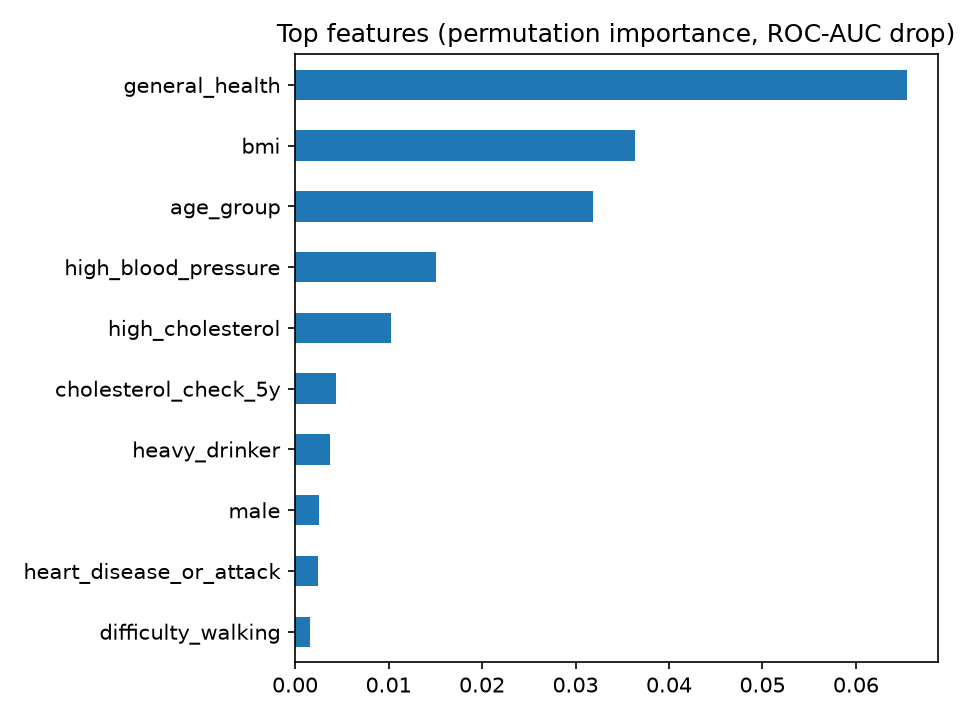 Top features (permutation importance, ROC-AUC drop)
general_health
bmi
age_group
high_blood_pressure
high_cholesterol
cholesterol_check_5y
heavy_drinker
male
heart_disease_or_attack
difficulty_walking
0.00 0.01 0.02 0.03 0.04 0.05 0.06